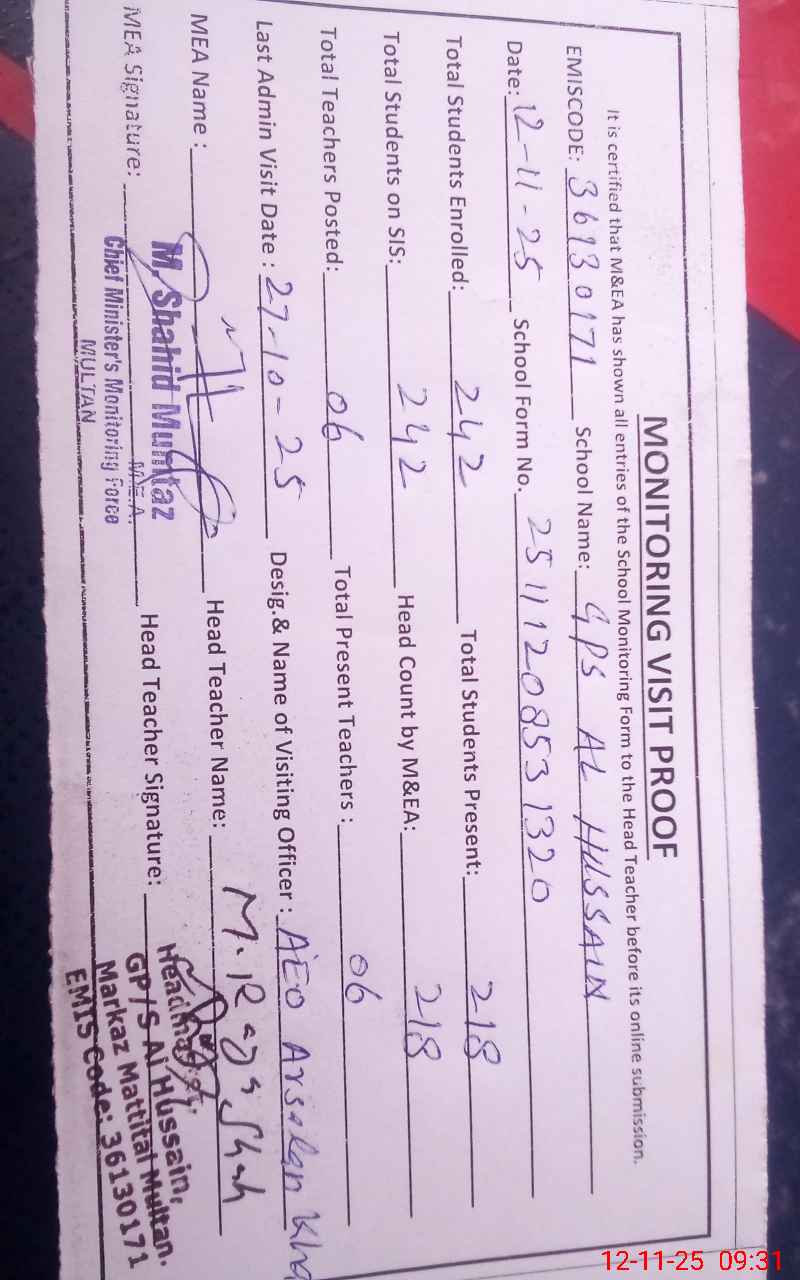 MONITORING VISIT PROOF
It is certified that M&EA has shown all entries of the School Monitoring Form to the Head Teacher before its online submission.
EMISCODE: 36130171 School Name: GPS AL HUSSAIN
Date: 12-11-25 School Form No. 25111208531320
Total Students Enrolled: 242 Total Students Present: 218
Total Students on SIS: 242 Head Count by M&EA: 218
Total Teachers Posted: 06 Total Present Teachers: 06
Last Admin Visit Date: 27-10-25 Desig.& Name of Visiting Officer: AEO Arsalan Kha
MEA Name: Head Teacher Name: M. Raza Shah
MEA Signature: Head Teacher Signature:
M. Shahid Mumtaz
M.E.A.
Chief Minister's Monitoring Force
MULTAN
Headmaster,
GP/S Al Hussain,
Markaz Mattital Multan.
EMIS Code: 36130171
12-11-25 09:31